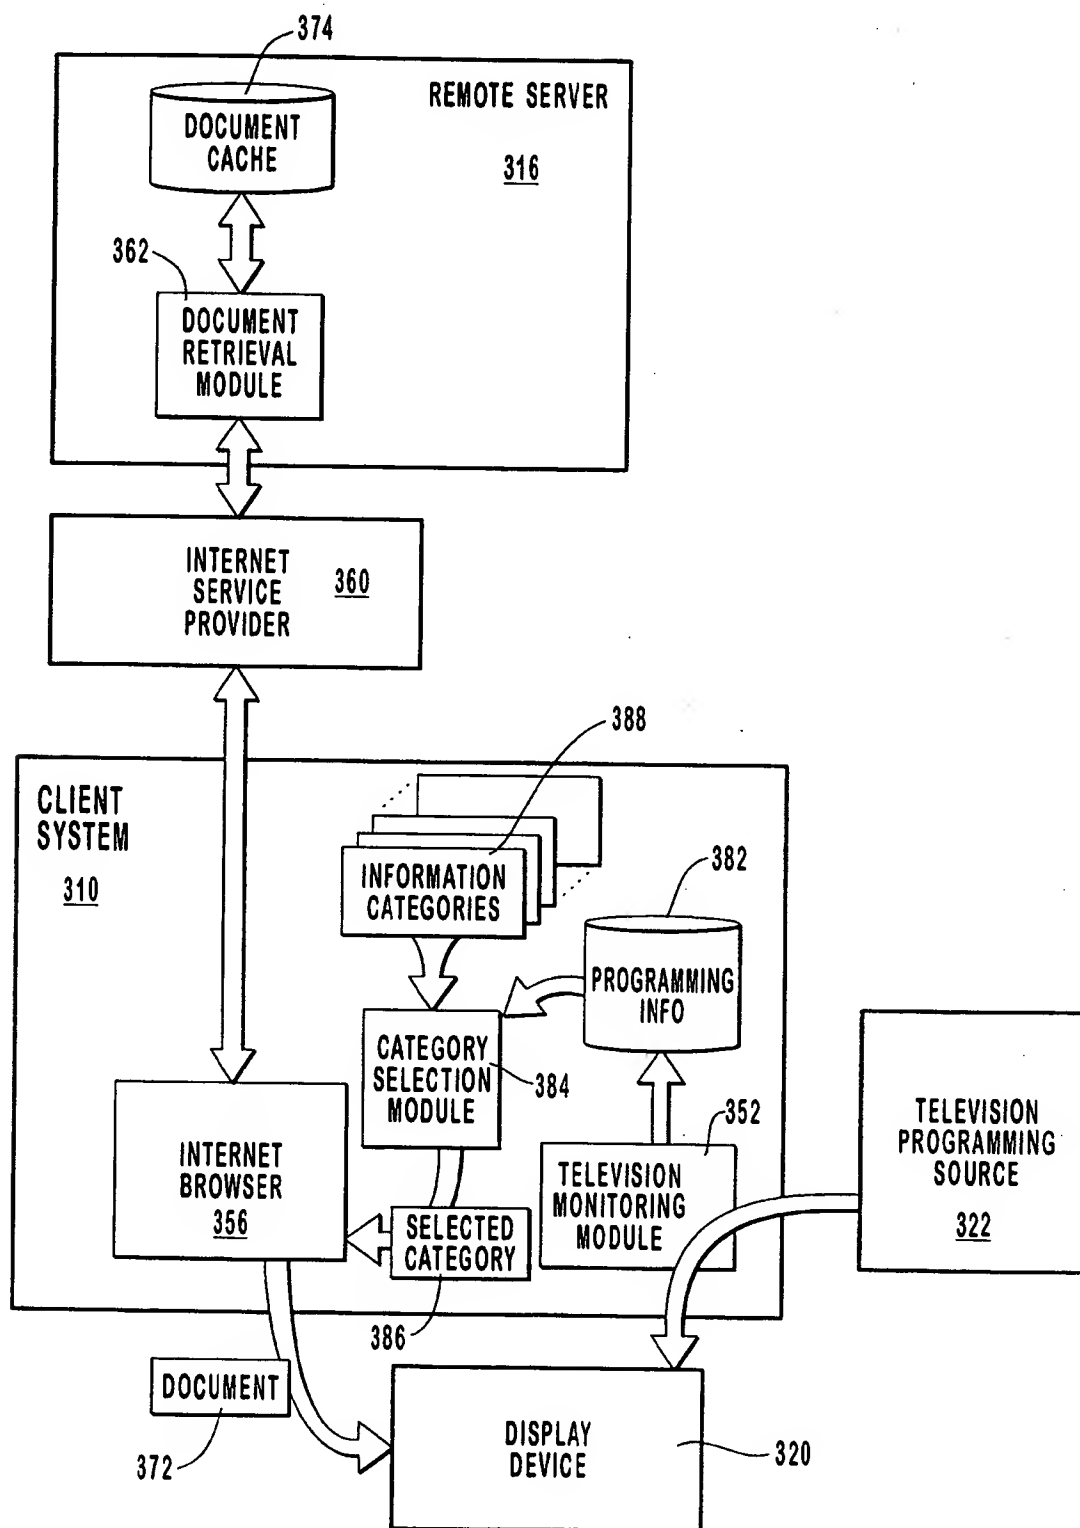 374
REMOTE SERVER
316
DOCUMENT
CACHE
362
DOCUMENT
RETRIEVAL
MODULE
INTERNET
SERVICE
PROVIDER
360
388
CLIENT
SYSTEM
310
INFORMATION
CATEGORIES
382
PROGRAMMING
INFO
CATEGORY
SELECTION
MODULE
384
352
TELEVISION
PROGRAMMING
SOURCE
322
INTERNET
BROWSER
356
TELEVISION
MONITORING
MODULE
SELECTED
CATEGORY
386
DOCUMENT
372
DISPLAY
DEVICE
320